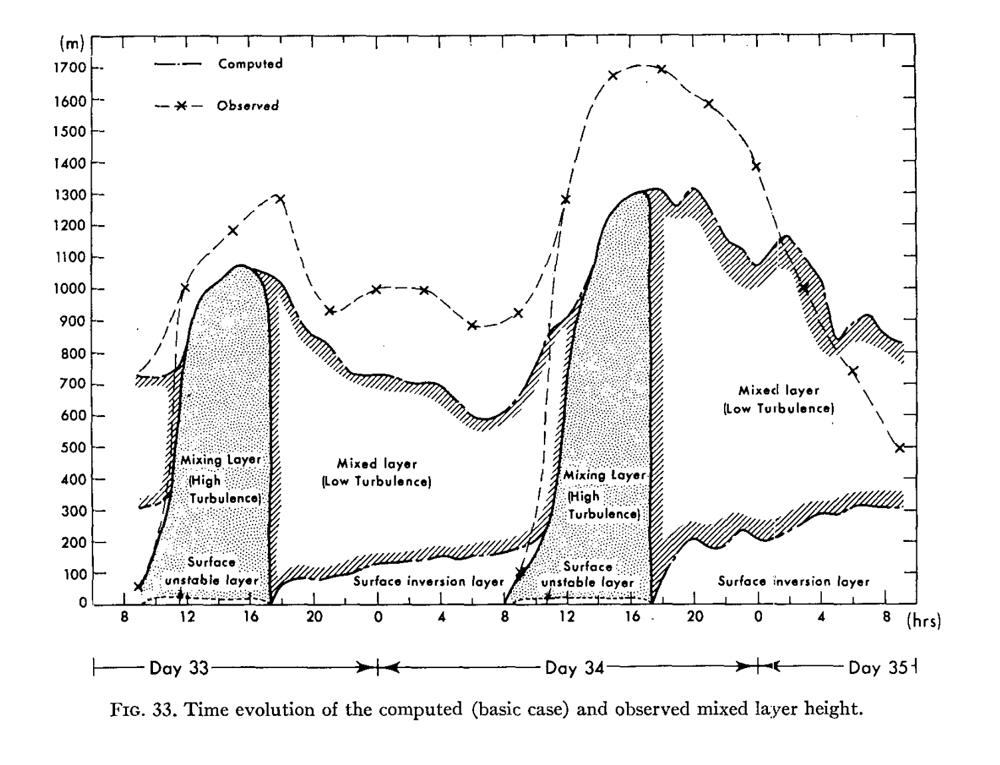 (m)
1700
1600
1500
1400
1300
1200
1100
1000
900
800
700
600
500
400
300
200
100
0
Computed
Observed
Mixing Layer
(High
Turbulence)
Surface
unstable layer
Mixed layer
(Low Turbulence)
Surface inversion layer
Mixing Layer
(High
Turbulence)
Surface
unstable layer
Mixed layer
(Low Turbulence)
Surface inversion layer
8 12 16 20 0 4 8 12 16 20 0 4 8 (hrs)
Day 33 Day 34 Day 35
FIG. 33. Time evolution of the computed (basic case) and observed mixed layer height.